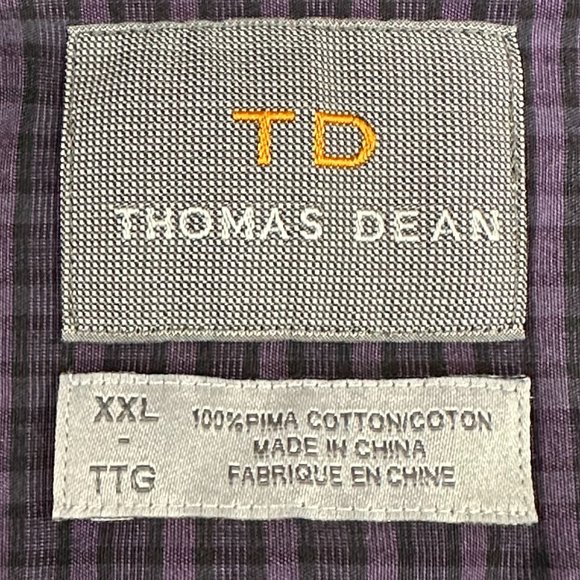 TD
THOMAS DEAN
XXL
-
TTG
100% PIMA COTTON/COTON
MADE IN CHINA
FABRIQUE EN CHINE